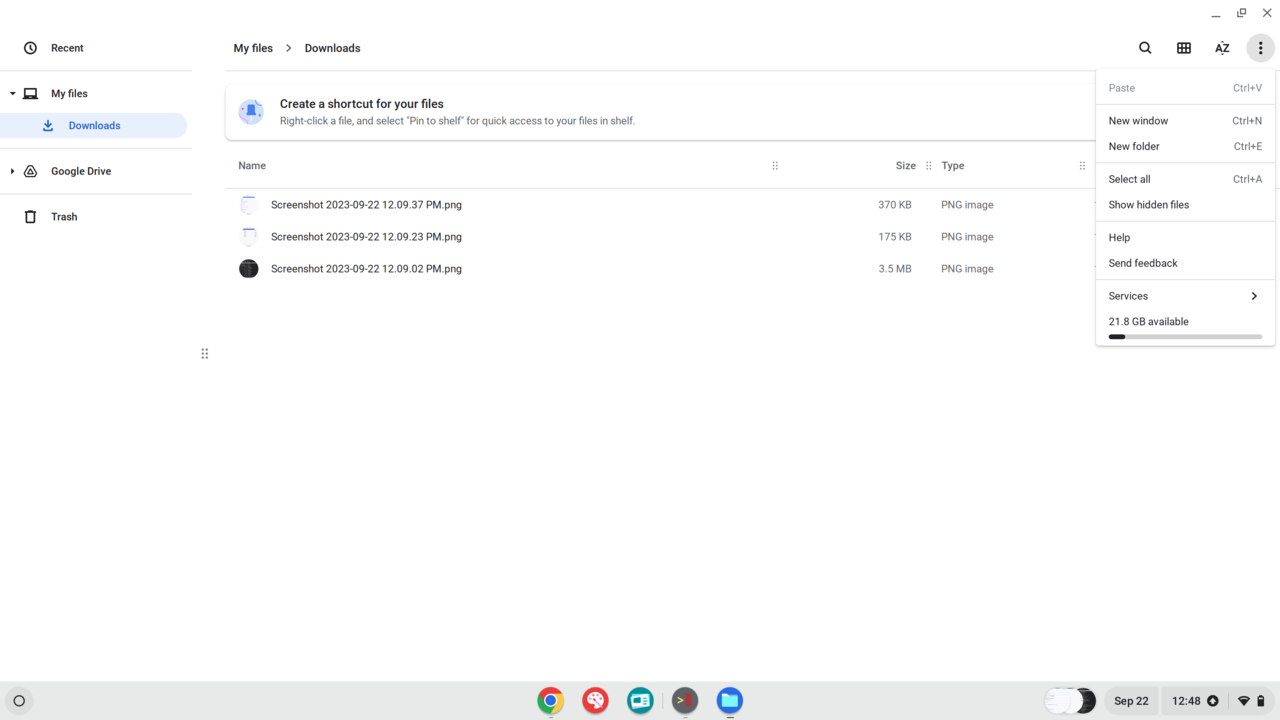 Recent
My files
Downloads
Google Drive
Trash
My files Downloads
AZ
Create a shortcut for your files
Right-click a file, and select "Pin to shelf" for quick access to your files in shelf.
Name Size Type
Screenshot 2023-09-22 12.09.37 PM.png 370 KB PNG image
Screenshot 2023-09-22 12.09.23 PM.png 175 KB PNG image
Screenshot 2023-09-22 12.09.02 PM.png 3.5 MB PNG image
Paste Ctrl+V
New window Ctrl+N
New folder Ctrl+E
Select all Ctrl+A
Show hidden files
Help
Send feedback
Services
21.8 GB available
Sep 22 12:48